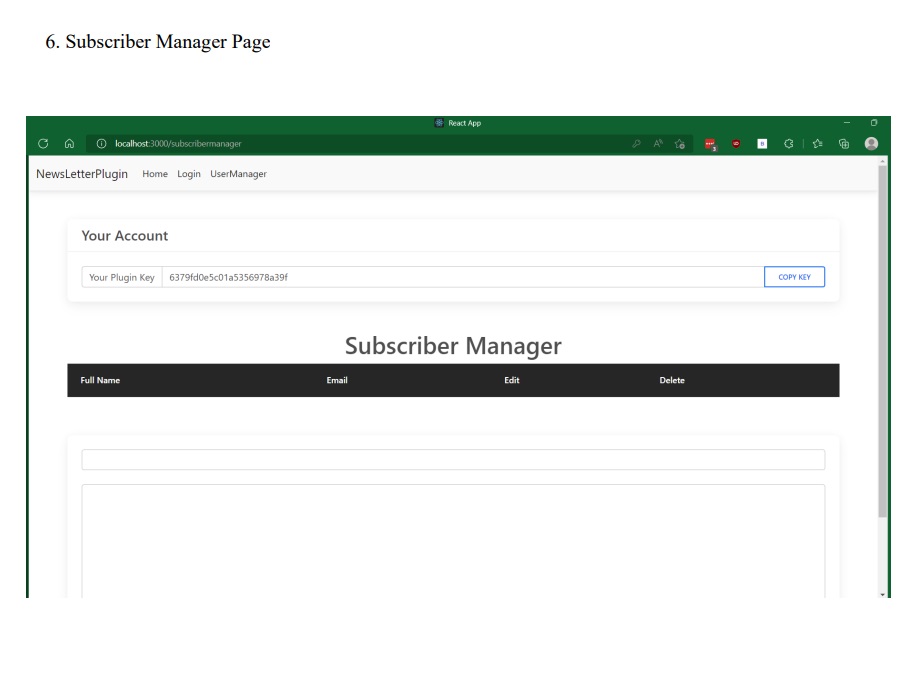 6. Subscriber Manager Page
React App
localhost:3000/subscribermanager
NewsLetterPlugin Home Login UserManager
Your Account
Your Plugin Key 6379fd0e5c01a5356978a39f COPY KEY
Subscriber Manager
Full Name Email Edit Delete